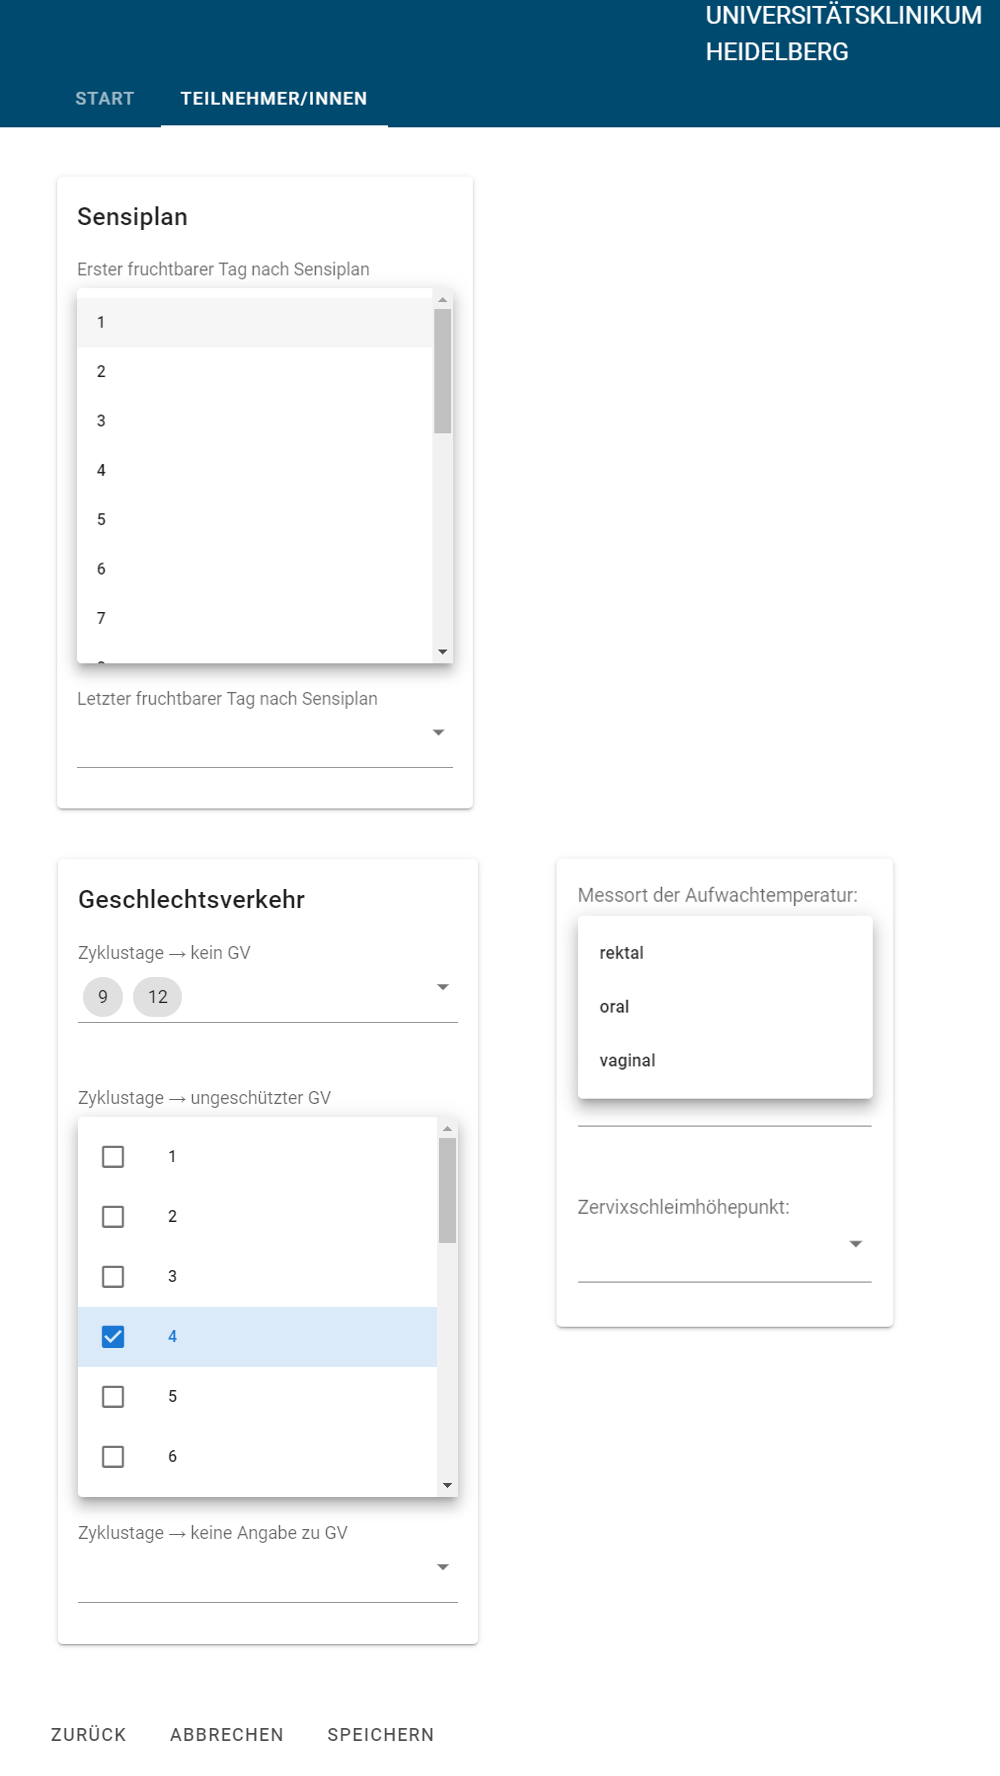 UNIVERSITÄTSKLINIKUM
HEIDELBERG
START
TEILNEHMER/INNEN
Sensiplan
Erster fruchtbarer Tag nach Sensiplan
1
2
3
4
5
6
7
Letzter fruchtbarer Tag nach Sensiplan
Geschlechtsverkehr
Zyklustage → kein GV
9 12
Zyklustage → ungeschützter GV
1
2
3
4
5
6
Zyklustage → keine Angabe zu GV
Messort der Aufwachtemperatur:
rektal
oral
vaginal
Zervixschleimhöhepunkt:
ZURÜCK ABBRECHEN SPEICHERN